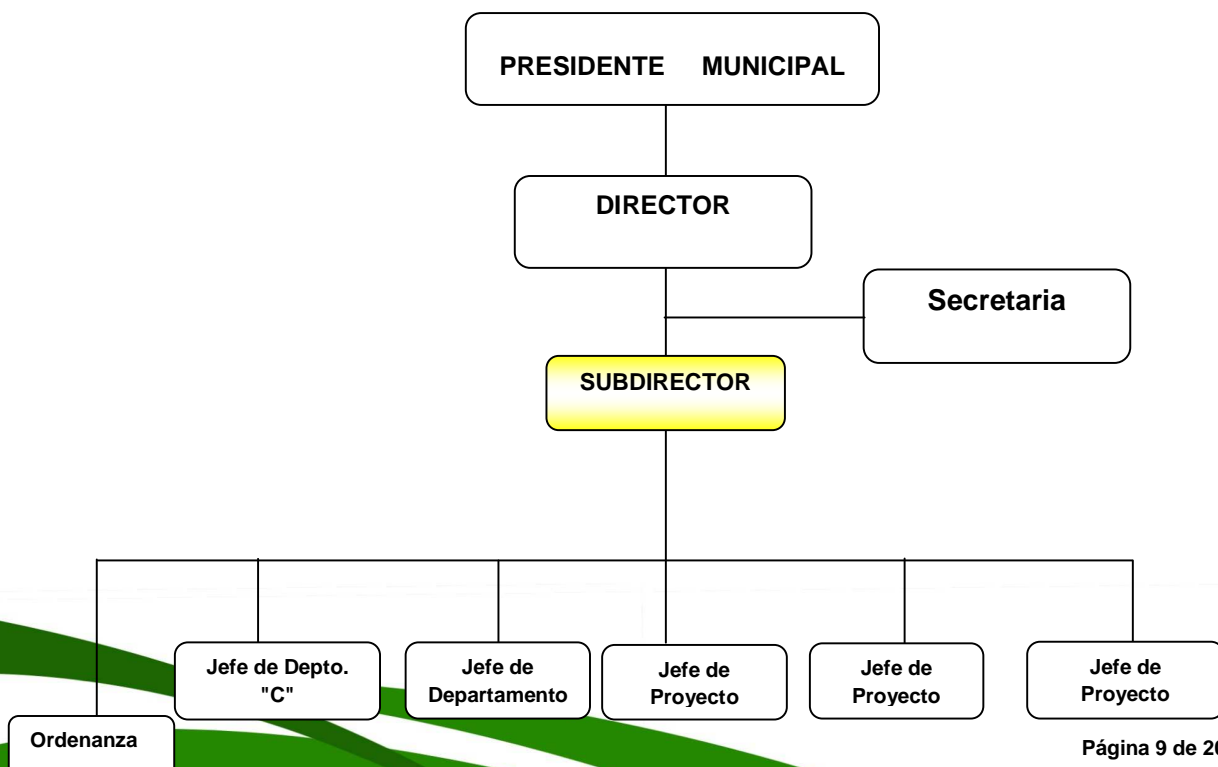 PRESIDENTE MUNICIPAL
DIRECTOR
Secretaria
SUBDIRECTOR
Jefe de Depto.
"C"
Jefe de
Departamento
Jefe de
Proyecto
Jefe de
Proyecto
Jefe de
Proyecto
Ordenanza
Página 9 de 20